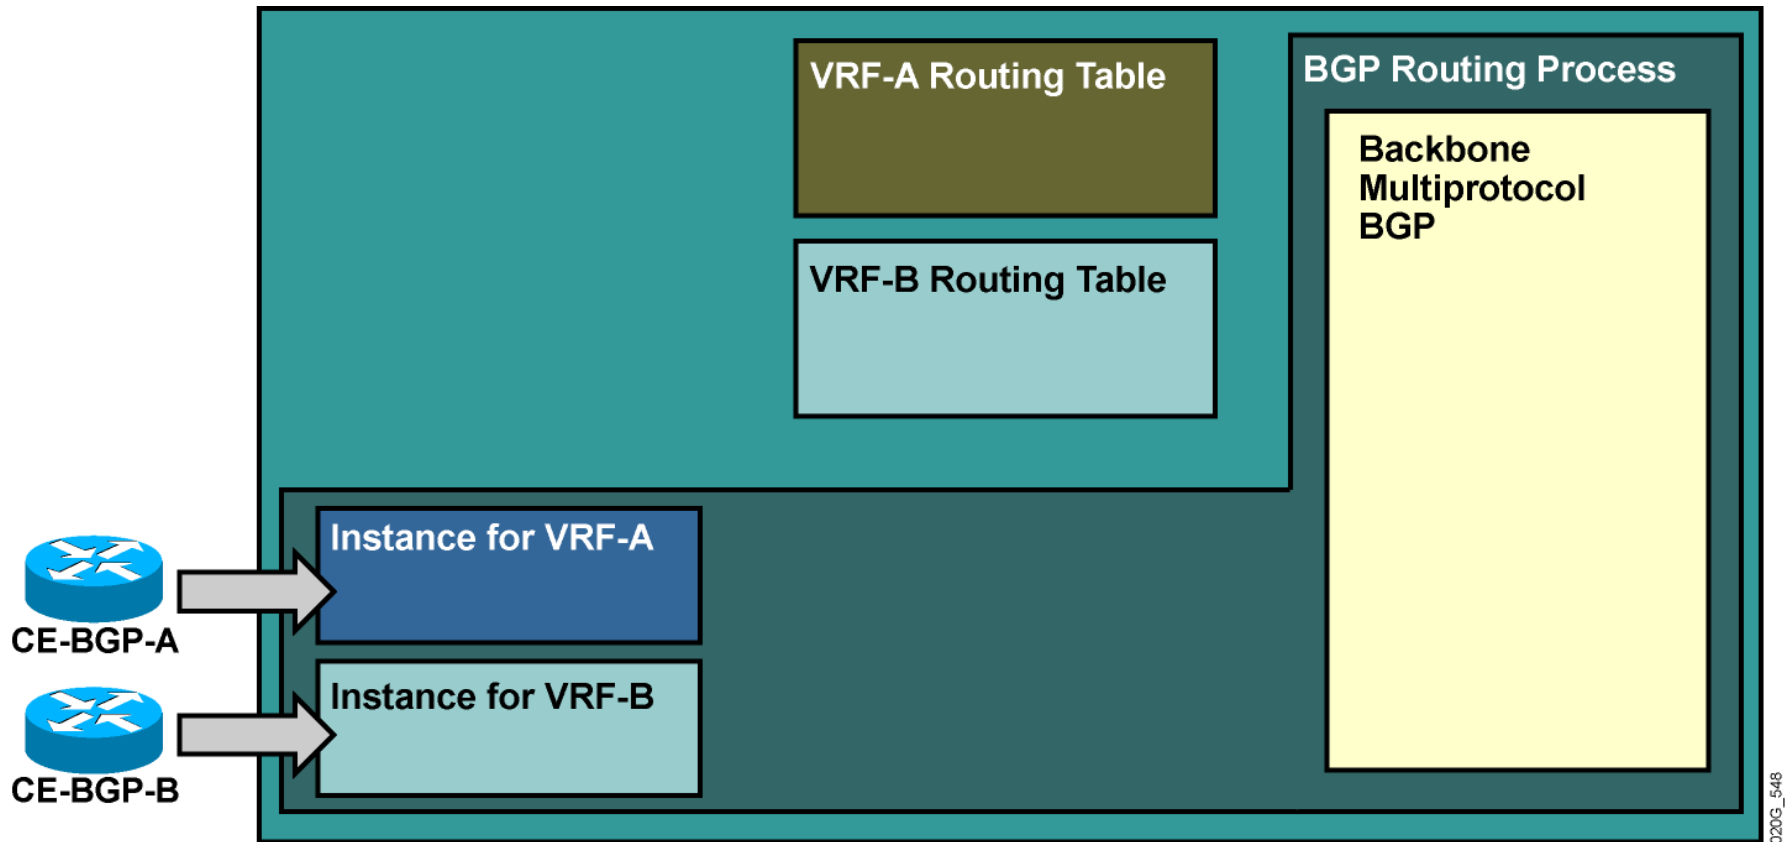 VRF-A Routing Table
BGP Routing Process
Backbone
Multiprotocol
BGP
VRF-B Routing Table
Instance for VRF-A
CE-BGP-A
Instance for VRF-B
CE-BGP-B
020G_548